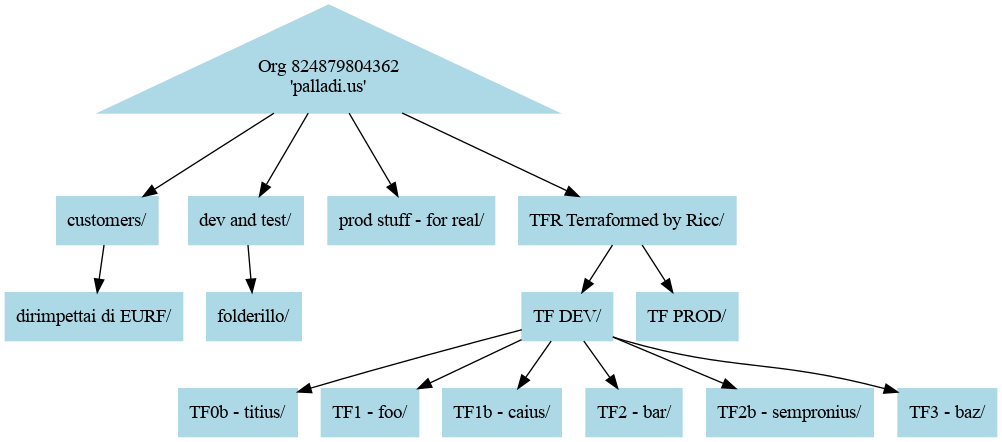 Org 824879804362
'palladi.us'
customers/
dev and test/
prod stuff - for real/
TFR Terraformed by Ricc/
dirimpettai di EURF/
folderillo/
TF DEV/
TF PROD/
TF0b - titius/
TF1 - foo/
TF1b - caius/
TF2 - bar/
TF2b - sempronius/
TF3 - baz/